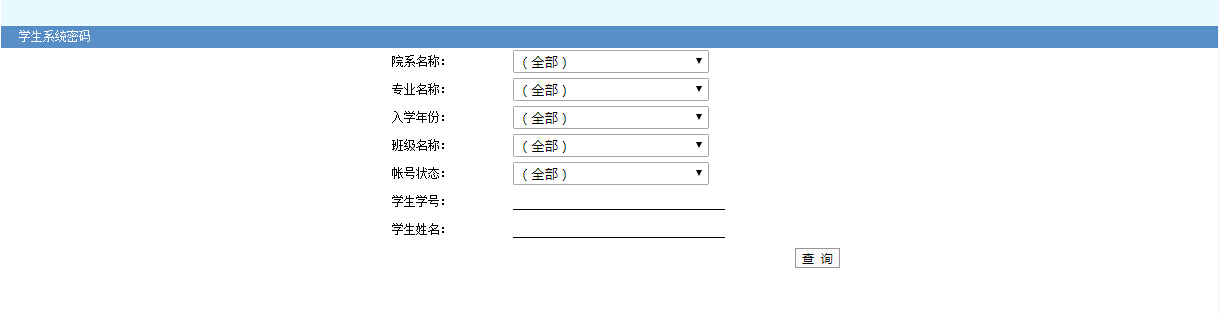 学生系统密码
院系名称： （全部）
专业名称： （全部）
入学年份： （全部）
班级名称： （全部）
帐号状态： （全部）
学生学号：
学生姓名：
查 询